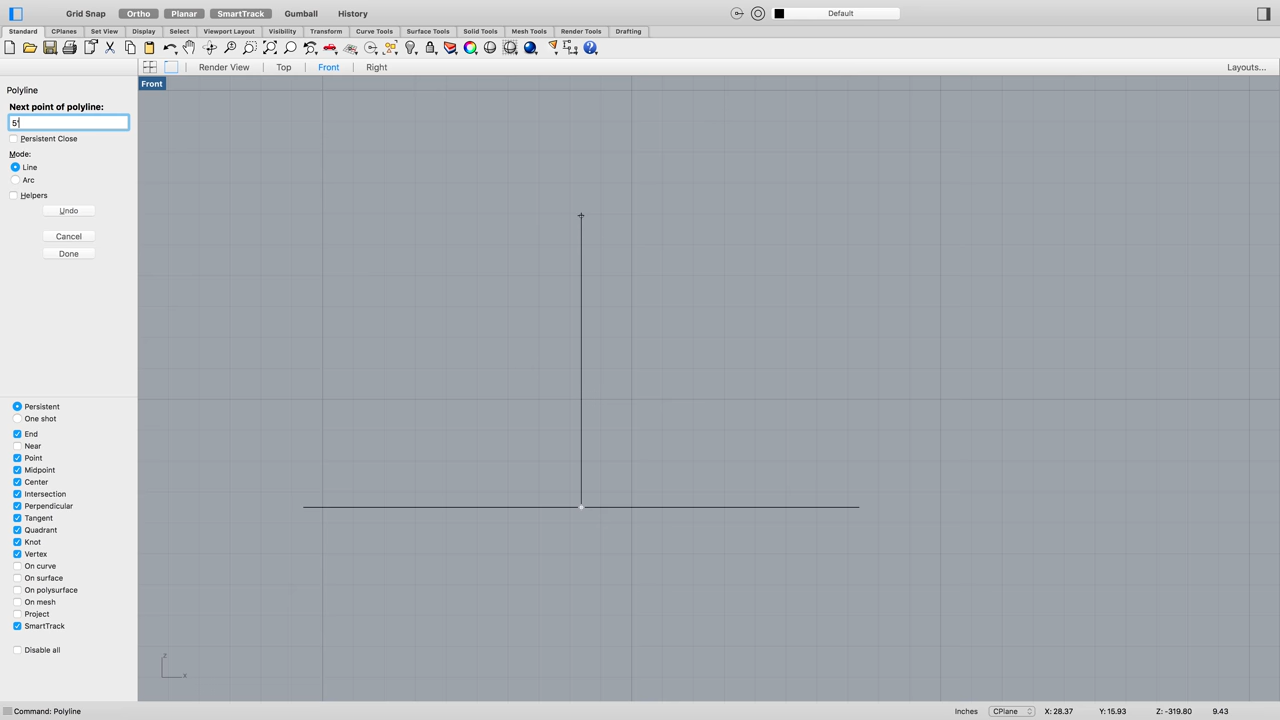 Grid Snap Ortho Planar SmartTrack Gumball History Default
Standard CPlanes Set View Display Select Viewport Layout Visibility Transform Curve Tools Surface Tools Solid Tools Mesh Tools Render Tools Drafting
Render View Top Front Right Layouts...
Front
Polyline
Next point of polyline:
5'
Persistent Close
Mode:
Line
Arc
Helpers
Undo
Cancel
Done
Persistent
One shot
End
Near
Point
Midpoint
Center
Intersection
Perpendicular
Tangent
Quadrant
Knot
Vertex
On curve
On surface
On polysurface
On mesh
Project
SmartTrack
Disable all
z
x
Command: Polyline Inches CPlane X: 28.37 Y: 15.93 Z: -319.80 9.43